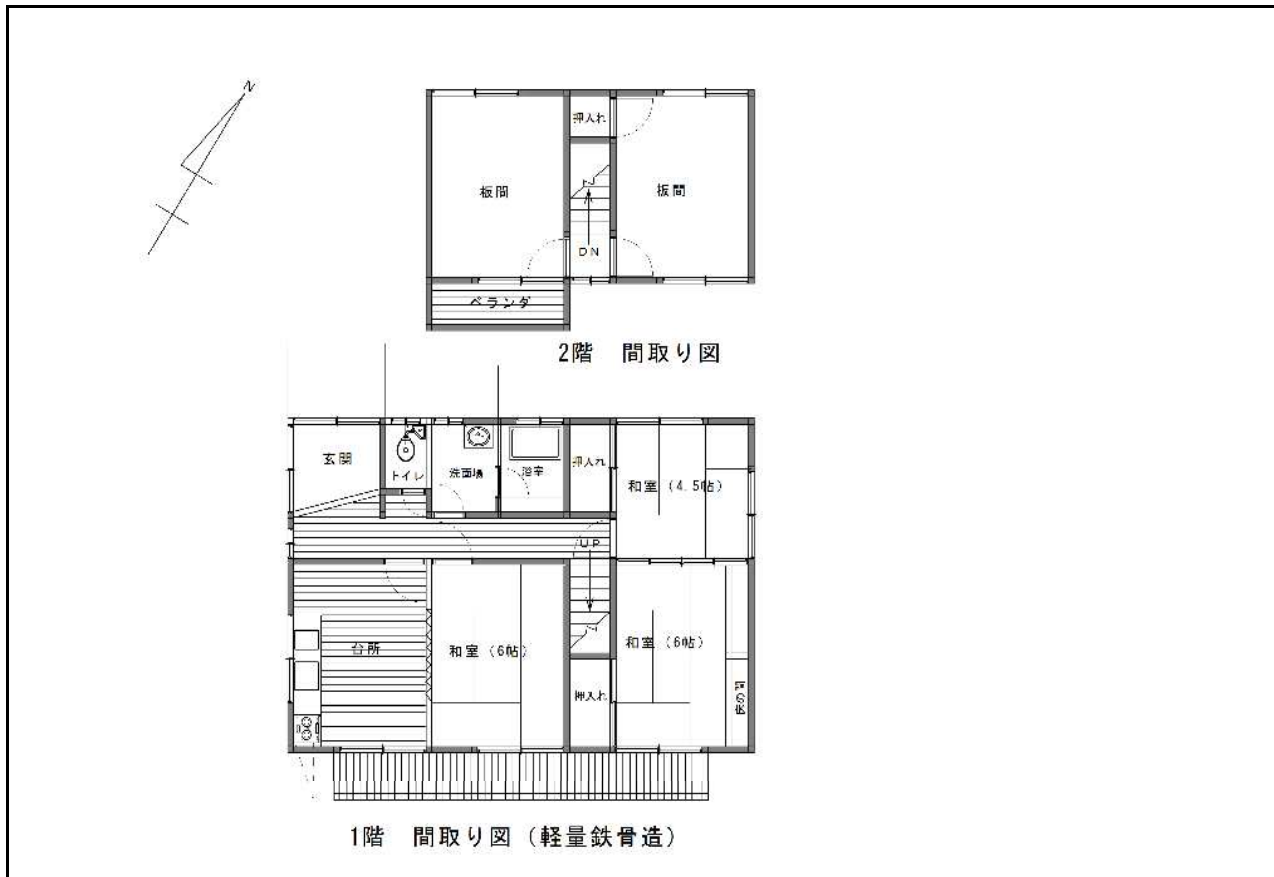 N
押入れ
板間
板間
DN
ベランダ
2階 間取り図
玄関
トイレ
洗面場
浴室
押入れ
和室(4.5帖)
UP
台所
和室(6帖)
和室(6帖)
押入れ
床の間
1階 間取り図(軽量鉄骨造)